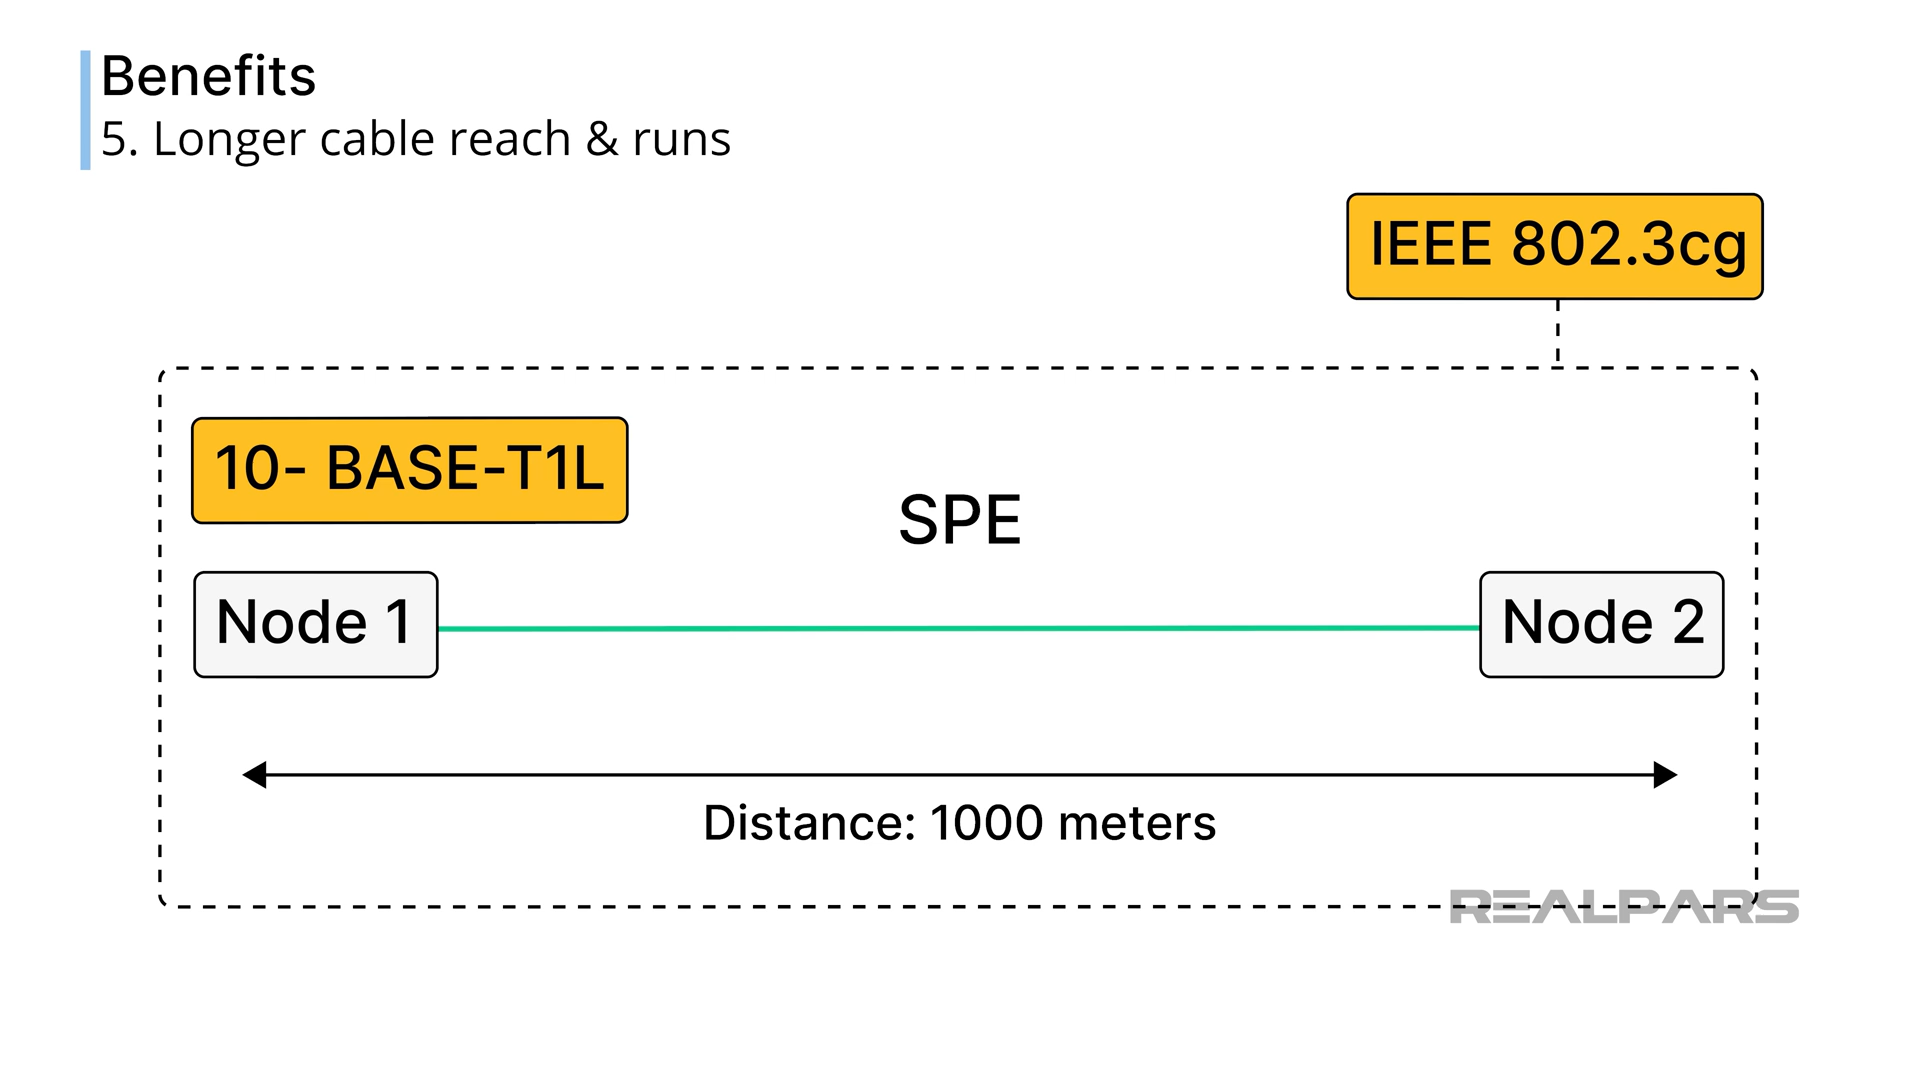 Benefits
5. Longer cable reach & runs
IEEE 802.3cg
10- BASE-T1L
SPE
Node 1
Node 2
Distance: 1000 meters
REALPARS